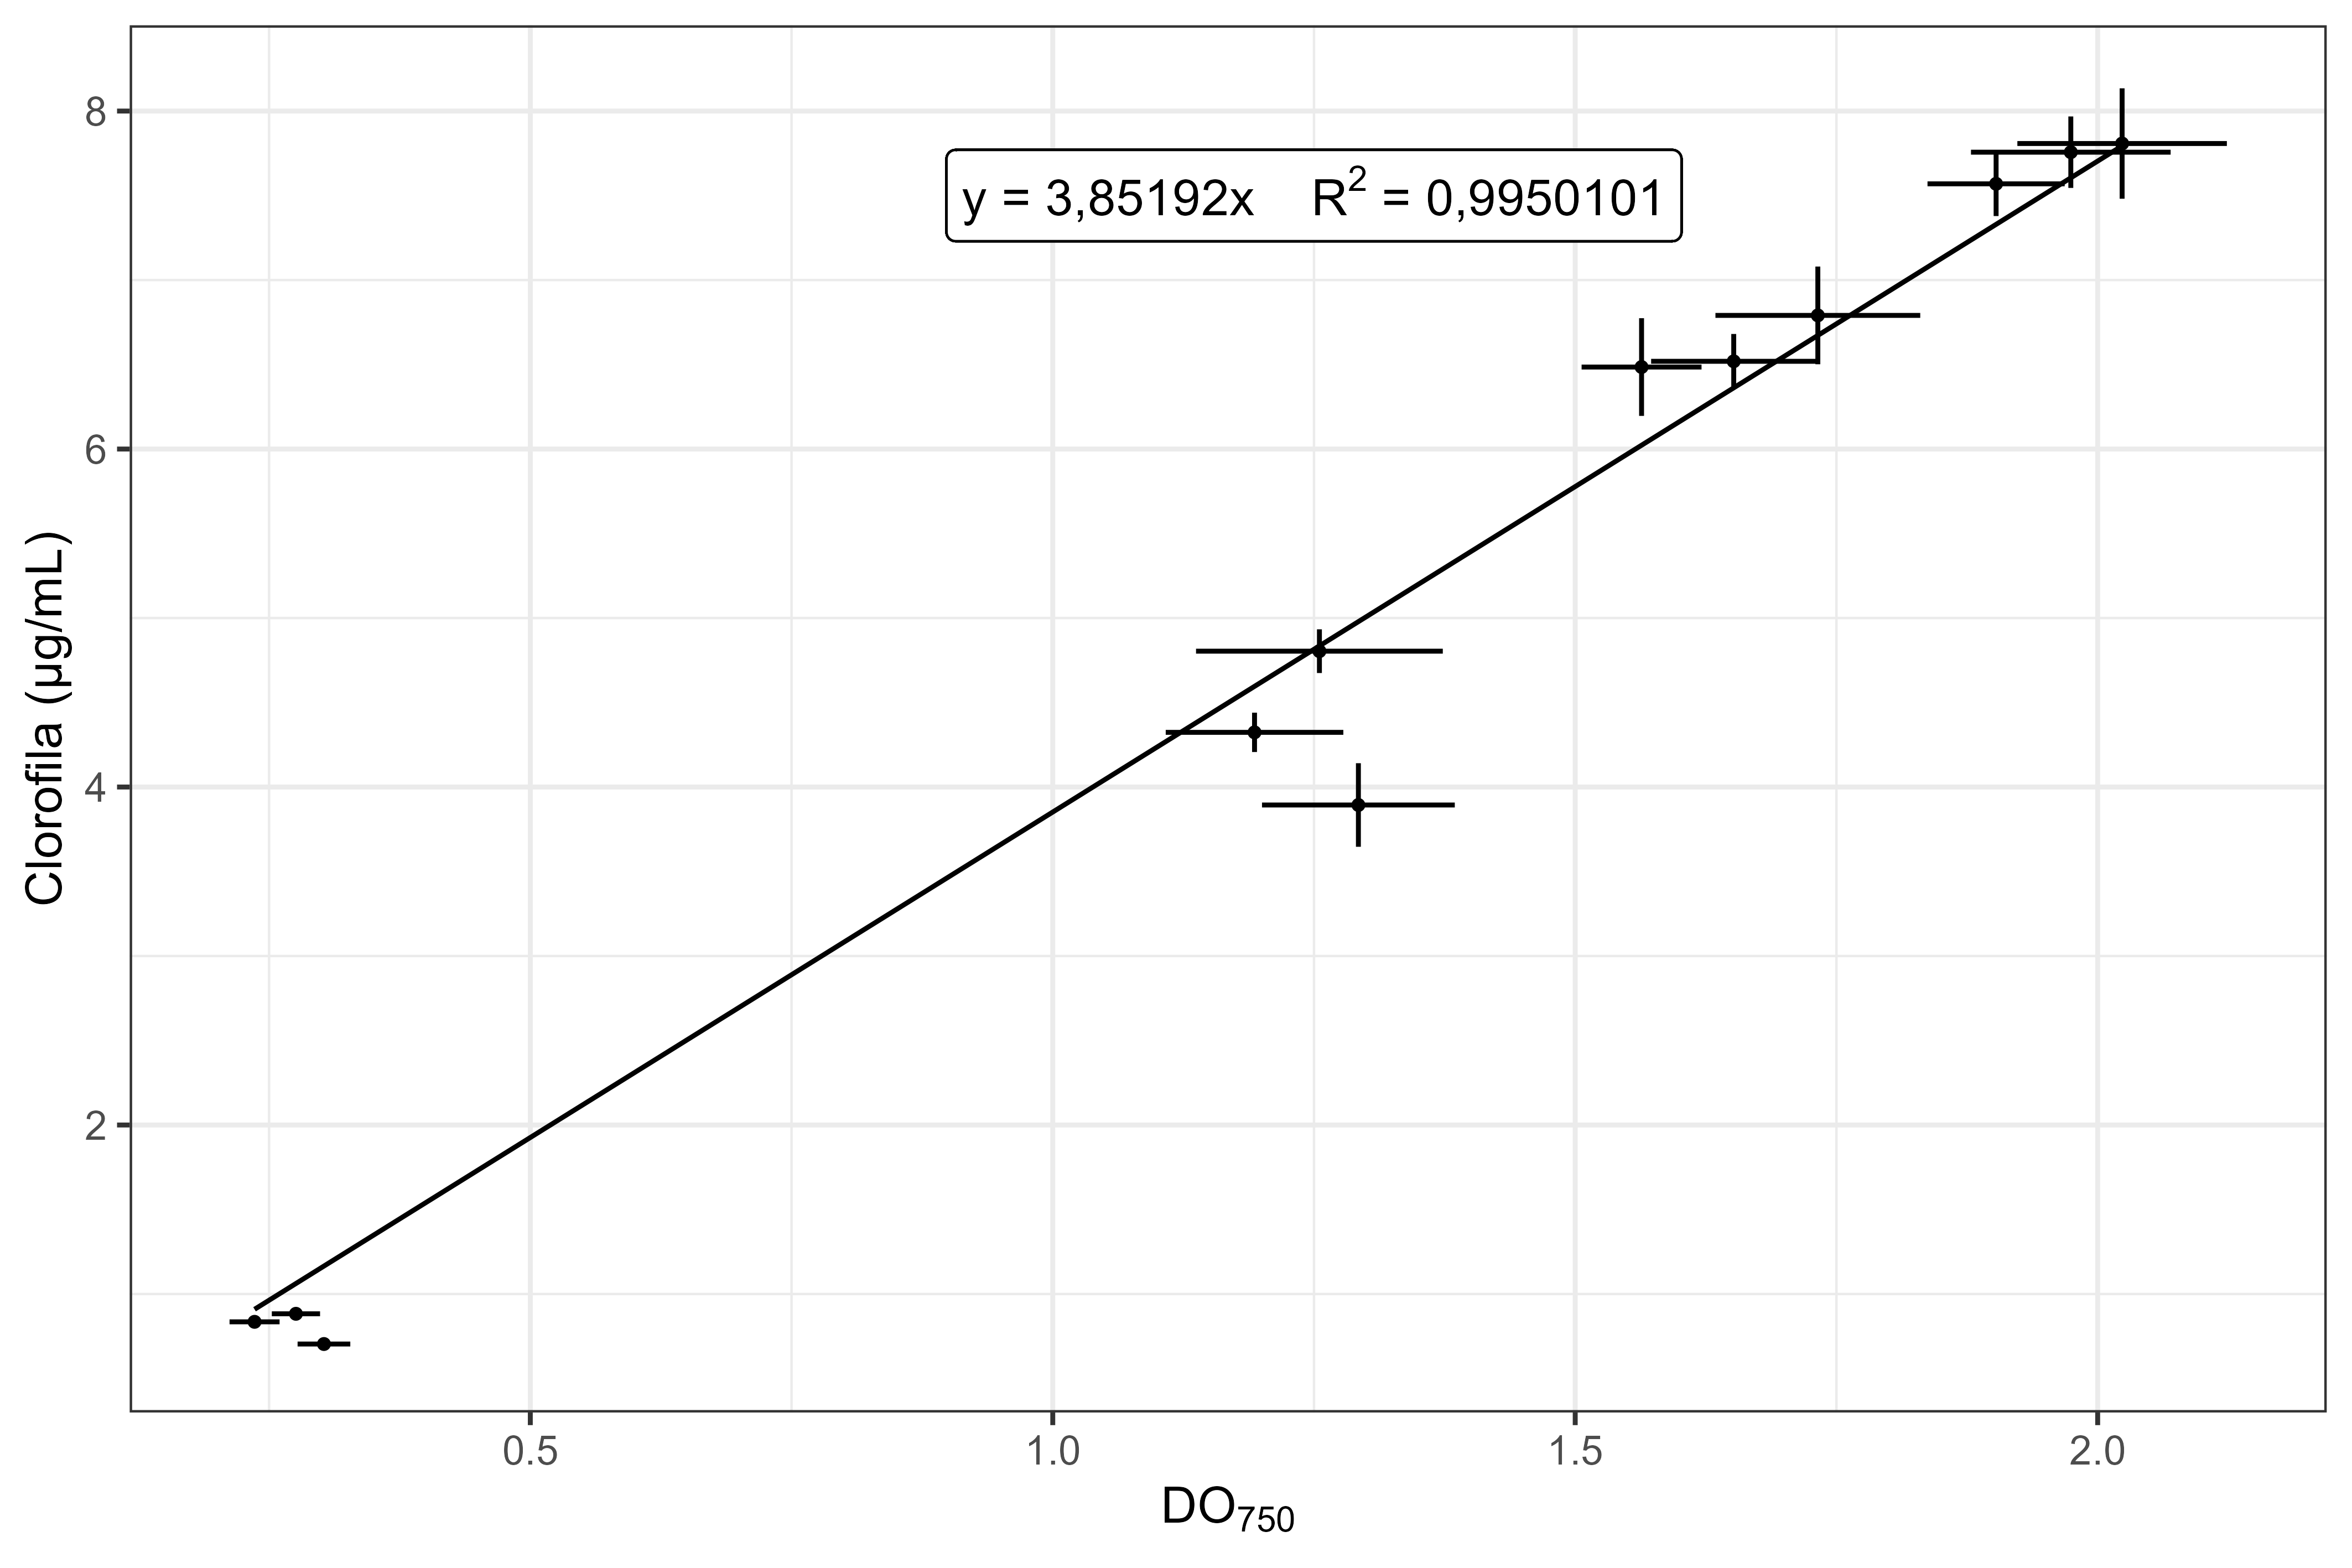 8
y = 3,85192x R² = 0,9950101
6
Clorofila (µg/mL)
4
2
0.5 1.0 1.5 2.0
DO₇₅₀